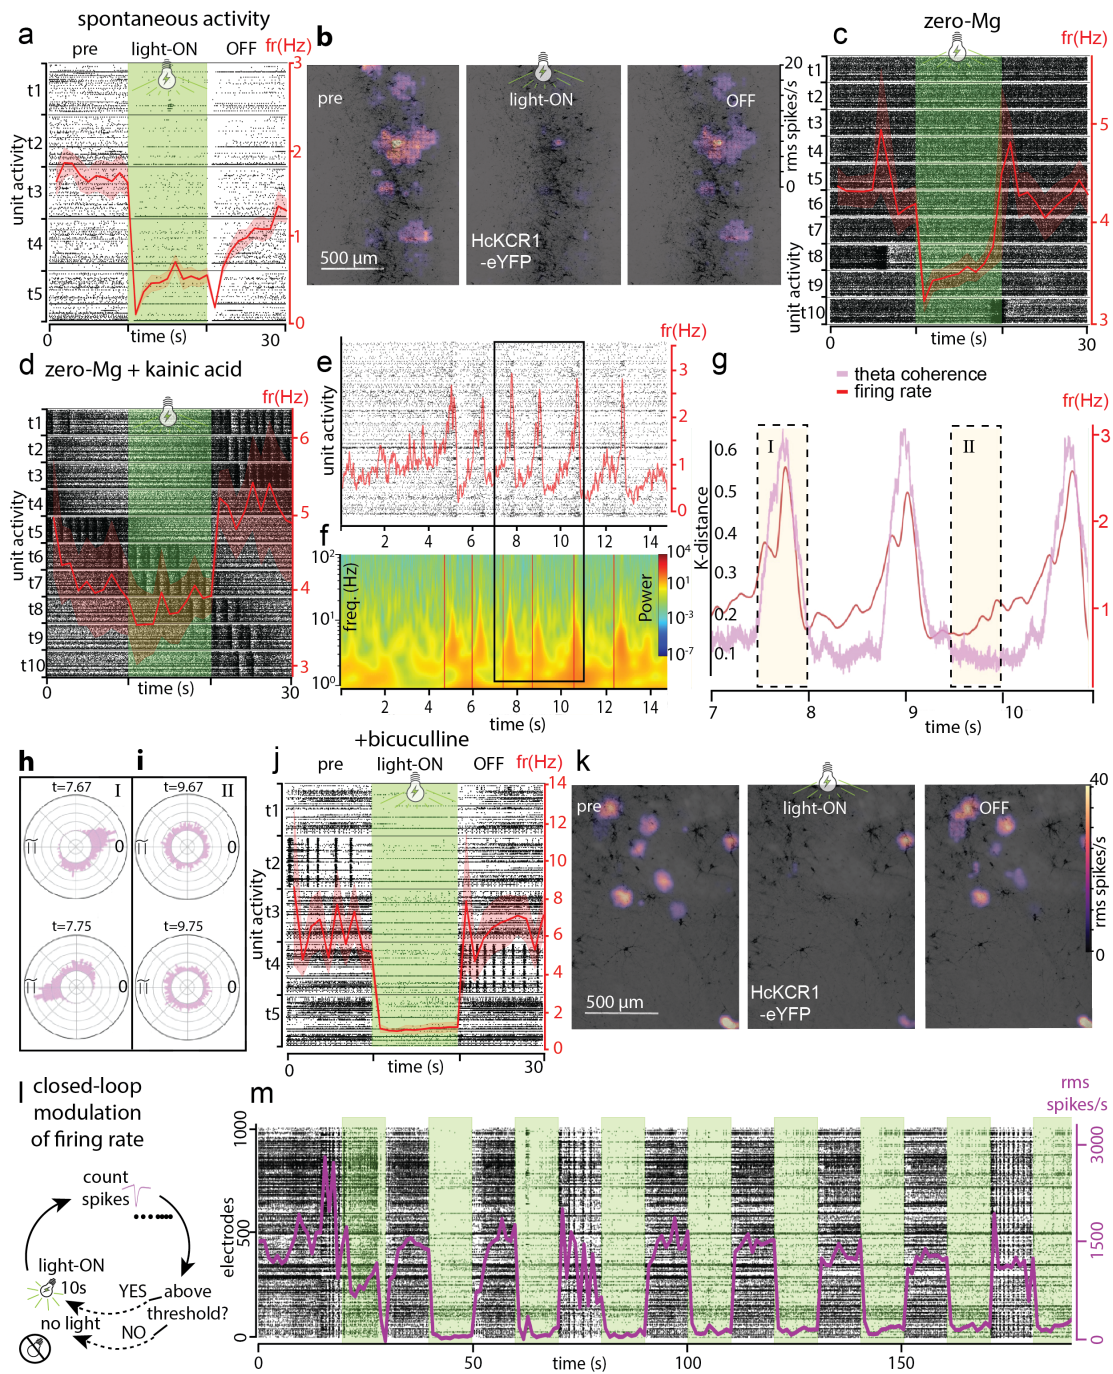 spontaneous activity
a
pre
light-ON
OFF
fr(Hz)
unit activity
t1
t2
t3
t4
t5
3
2
1
0
0
time (s)
30
b
pre
light-ON
OFF
500 µm
HcKCR1
-eYFP
20
0
rms spikes/s
zero-Mg
c
fr(Hz)
unit activity
t1
t2
t3
t4
t5
t6
t7
t8
t9
t10
5
4
3
0
time (s)
30
d
zero-Mg + kainic acid
fr(Hz)
unit activity
t1
t2
t3
t4
t5
t6
t7
t8
t9
t10
6
5
4
3
0
time (s)
30
e
fr(Hz)
unit activity
3
2
1
0
2 4 6 8 10 12 14
f
freq. (Hz)
10²
10¹
10⁰
Power
10⁴
10¹
10⁻³
10⁻⁷
2 4 6 8 10 12 14
time (s)
g
theta coherence
firing rate
fr(Hz)
K-distance
0.6
0.5
0.4
0.3
0.2
0.1
I
II
3
2
1
7 8 9 10
time (s)
h
t=7.67
I
π
0
t=7.75
π
0
i
t=9.67
II
π
0
t=9.75
π
0
+bicuculline
j
pre
light-ON
OFF
fr(Hz)
unit activity
t1
t2
t3
t4
t5
14
12
10
8
6
4
2
0
0
time (s)
30
k
pre
light-ON
OFF
500 µm
HcKCR1
-eYFP
40
0
rms spikes/s
l
closed-loop
modulation
of firing rate
count
spikes
light-ON
10s
YES
above
threshold?
no light
NO
m
rms
spikes/s
electrodes
1000
500
0
3000
1500
0
0 50 100 150
time (s)